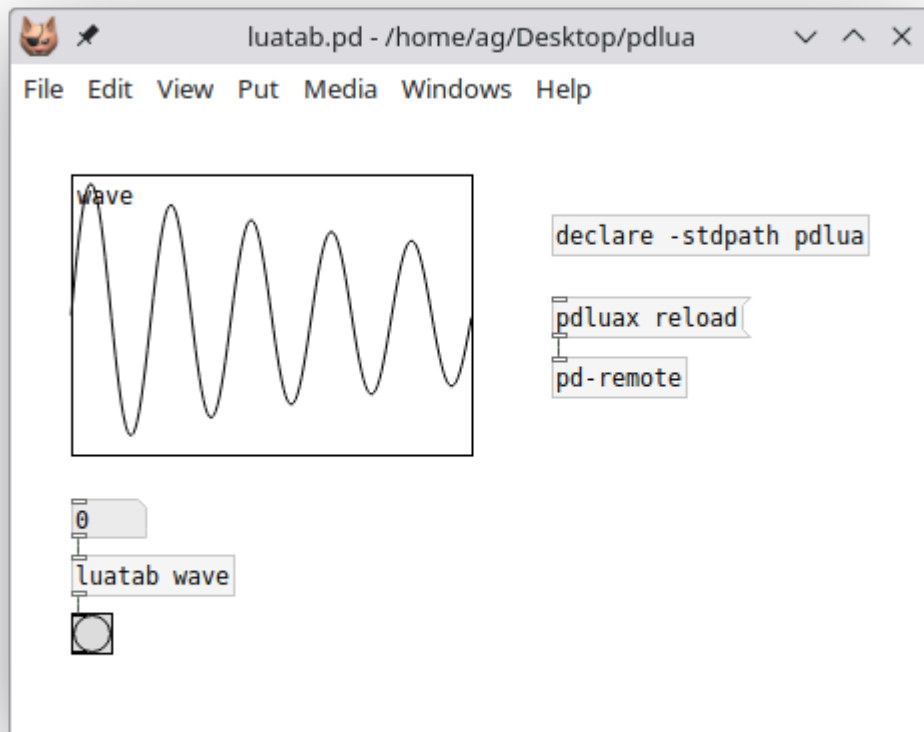 luatab.pd - /home/ag/Desktop/pdlua
File Edit View Put Media Windows Help
wave
declare -stdpath pdlua
pdluax reload
pd-remote
0
luatab wave